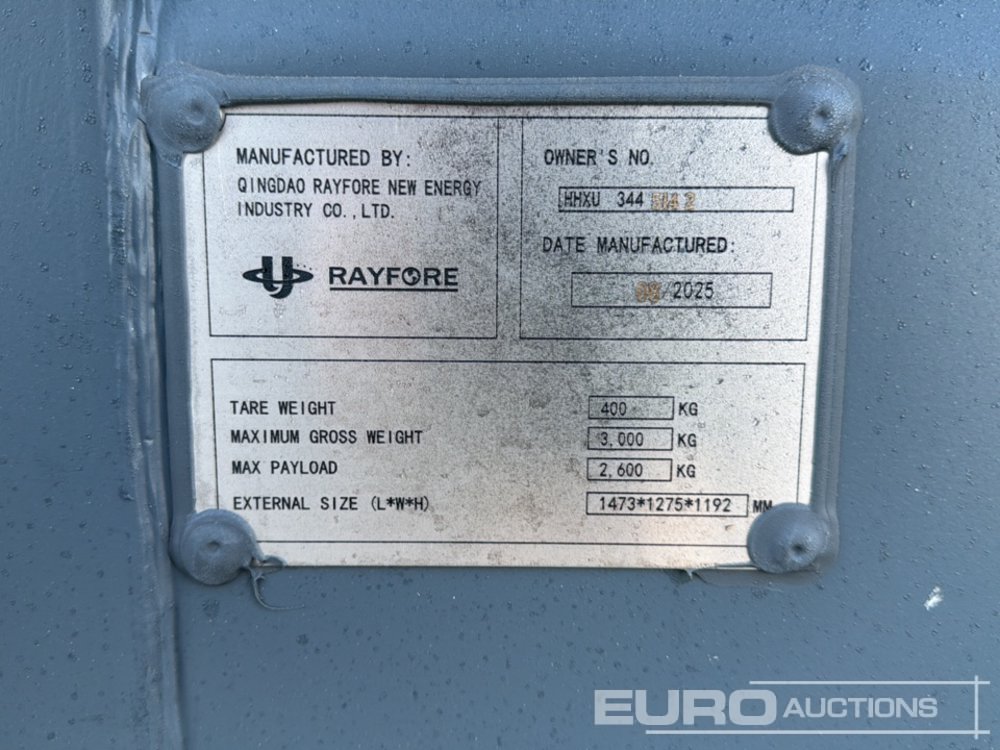 MANUFACTURED BY:
QINGDAO RAYFORE NEW ENERGY
INDUSTRY CO.,LTD.
RAYFORE
OWNER'S NO.
HHXU 344
DATE MANUFACTURED:
/2025
TARE WEIGHT 400 KG
MAXIMUM GROSS WEIGHT 3,000 KG
MAX PAYLOAD 2,600 KG
EXTERNAL SIZE (L*W*H) 1473*1275*1192 MM
EURO AUCTIONS